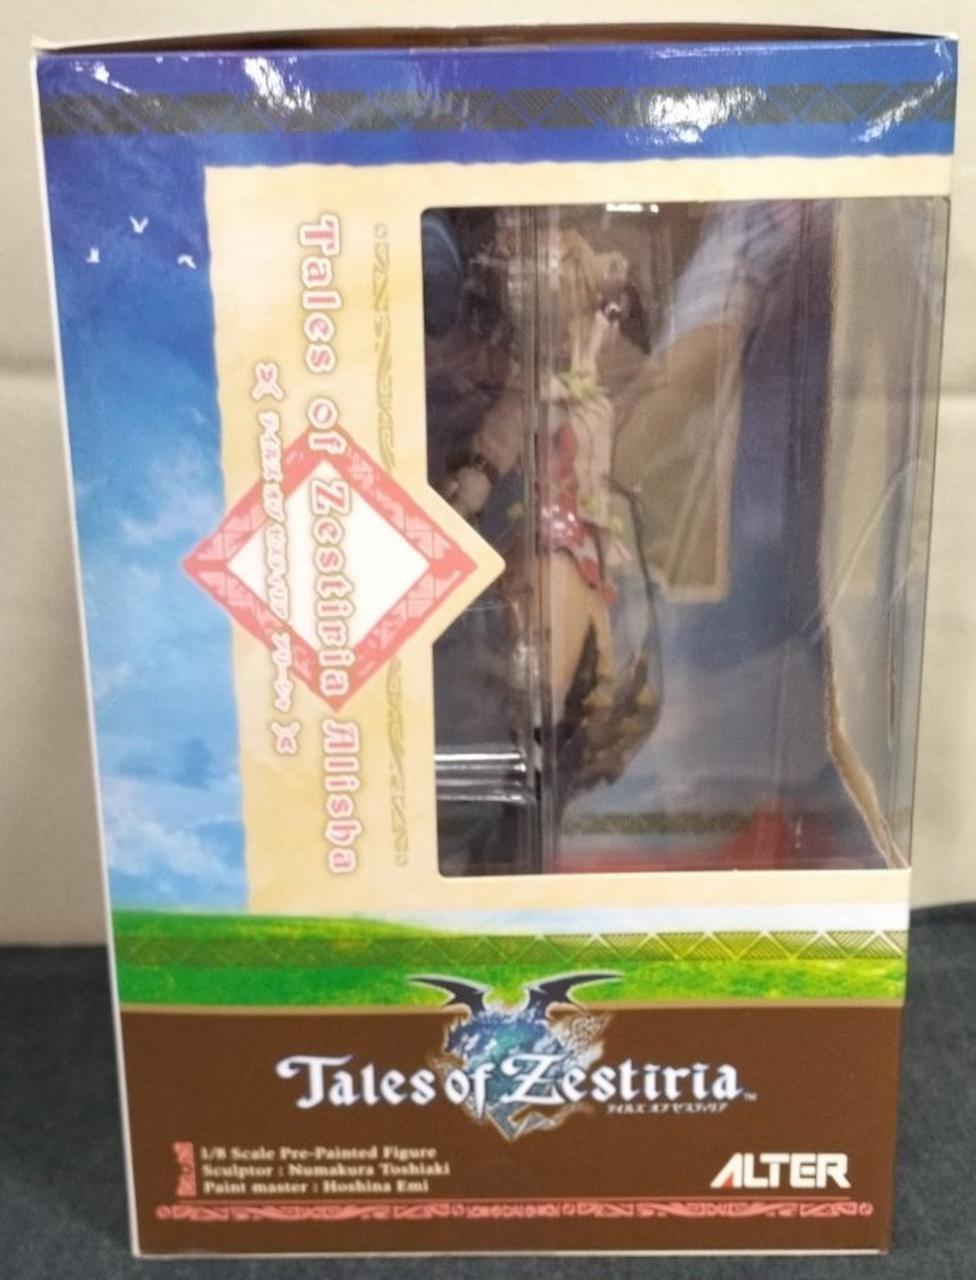 Tales of Zestiria Alisha
テイルズ オブ ゼスティリア アリーシャ
Tales of Zestiria™
テイルズ オブ ゼスティリア
1/8 Scale Pre-Painted Figure
Sculptor : Numakura Toshiaki
Paint master : Hoshina Emi
ALTER